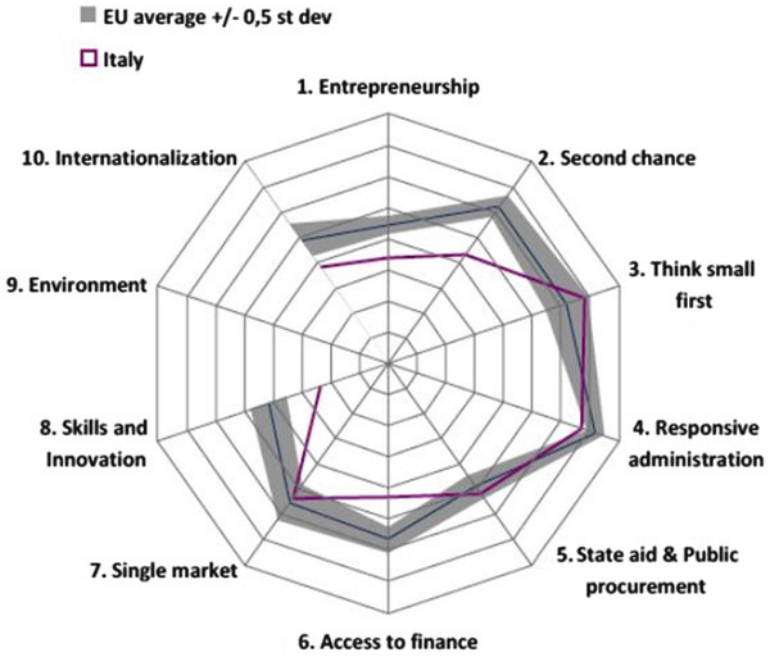 EU average +/- 0,5 st dev
Italy
1. Entrepreneurship
10. Internationalization
2. Second chance
9. Environment
3. Think small
first
8. Skills and
Innovation
4. Responsive
administration
7. Single market
5. State aid & Public
procurement
6. Access to finance